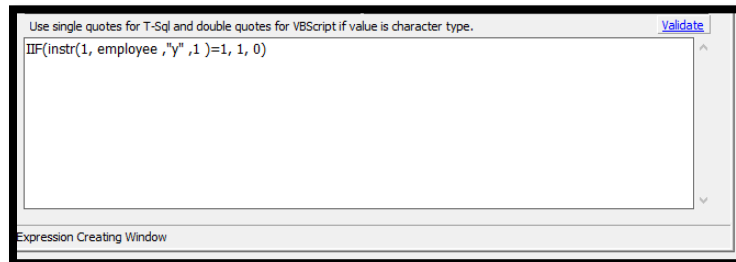 Use single quotes for T-Sql and double quotes for VBScript if value is character type.
Validate
IIF(instr(1, employee ,"y" ,1 )=1, 1, 0)
Expression Creating Window